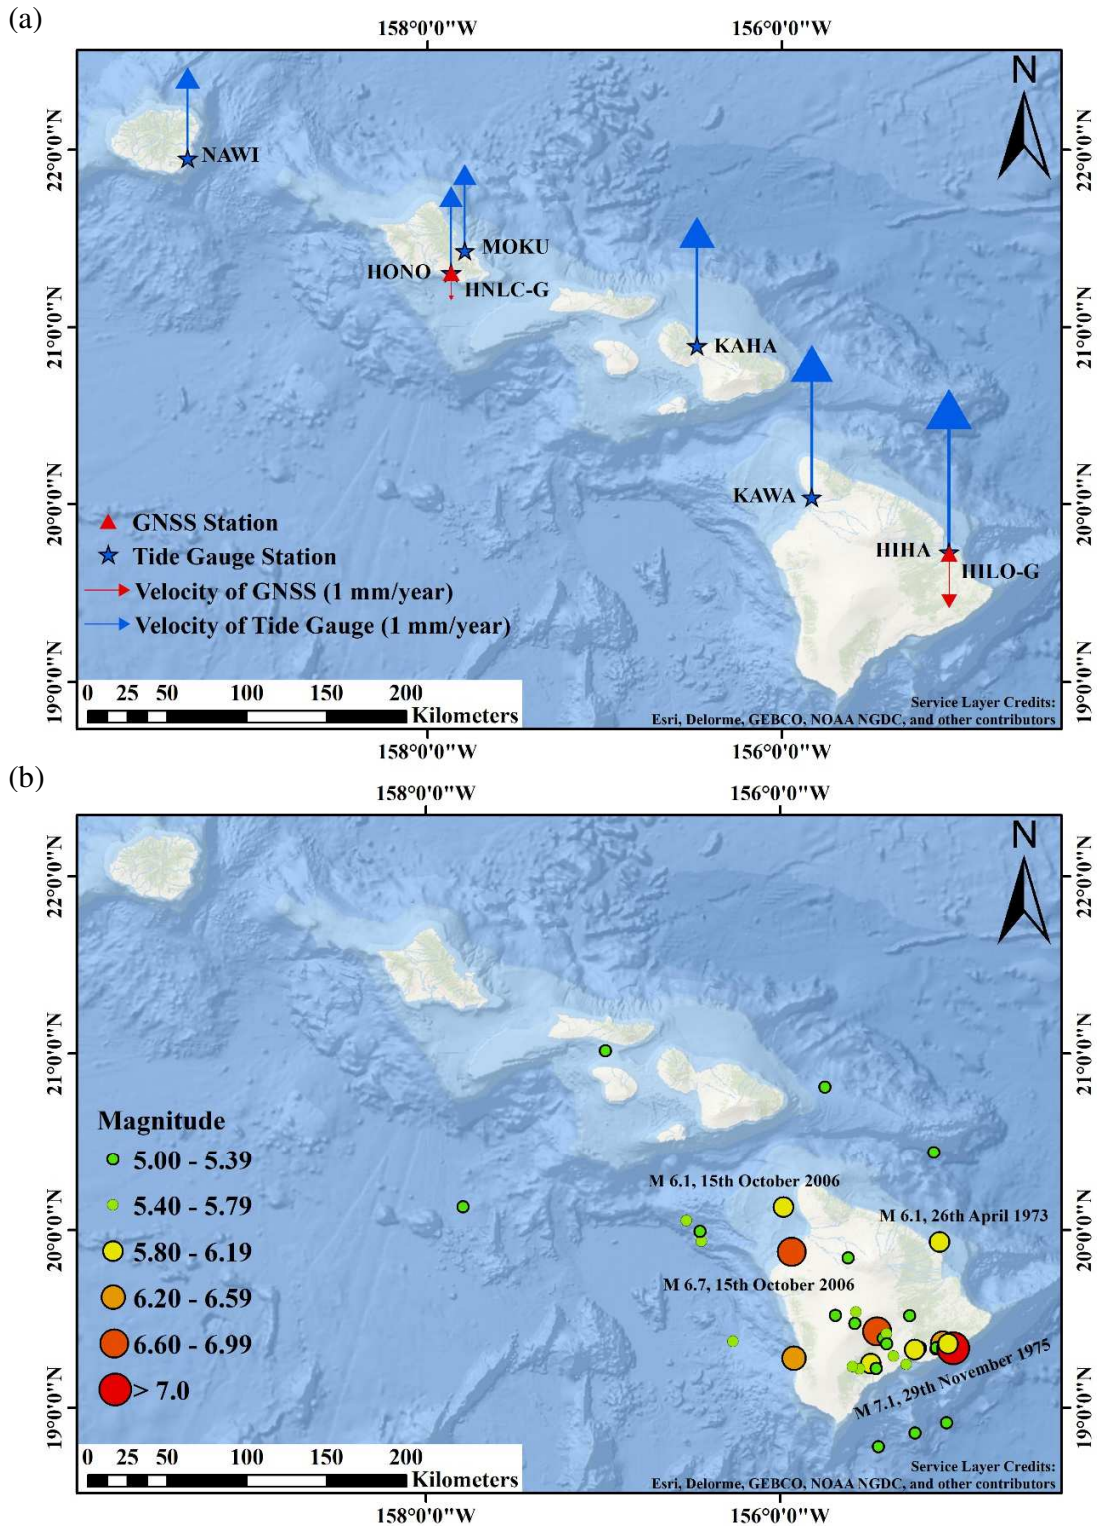 (a)
158°0'0"W 156°0'0"W
N
22°0'0"N
22°0'0"N
NAWI
MOKU
HONO
HNLC-G
21°0'0"N
21°0'0"N
KAHA
KAWA
20°0'0"N
20°0'0"N
GNSS Station
HIHA
Tide Gauge Station
HILO-G
Velocity of GNSS (1 mm/year)
Velocity of Tide Gauge (1 mm/year)
19°0'0"N
19°0'0"N
0 25 50 100 150 200
Kilometers
Service Layer Credits:
Esri, Delorme, GEBCO, NOAA NGDC, and other contributors
158°0'0"W 156°0'0"W
(b)
158°0'0"W 156°0'0"W
N
22°0'0"N
22°0'0"N
21°0'0"N
21°0'0"N
Magnitude
5.00 - 5.39
5.40 - 5.79
5.80 - 6.19
6.20 - 6.59
6.60 - 6.99
> 7.0
M 6.1, 15th October 2006
M 6.1, 26th April 1973
20°0'0"N
20°0'0"N
M 6.7, 15th October 2006
M 7.1, 29th November 1975
19°0'0"N
19°0'0"N
0 25 50 100 150 200
Kilometers
Service Layer Credits:
Esri, Delorme, GEBCO, NOAA NGDC, and other contributors
158°0'0"W 156°0'0"W